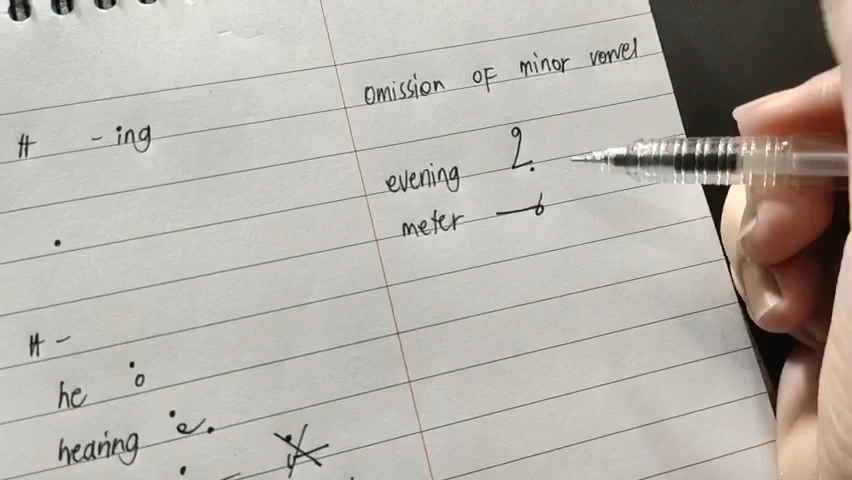 # -ing
.
# -
he
hearing
omission of minor vowel
evening
meter